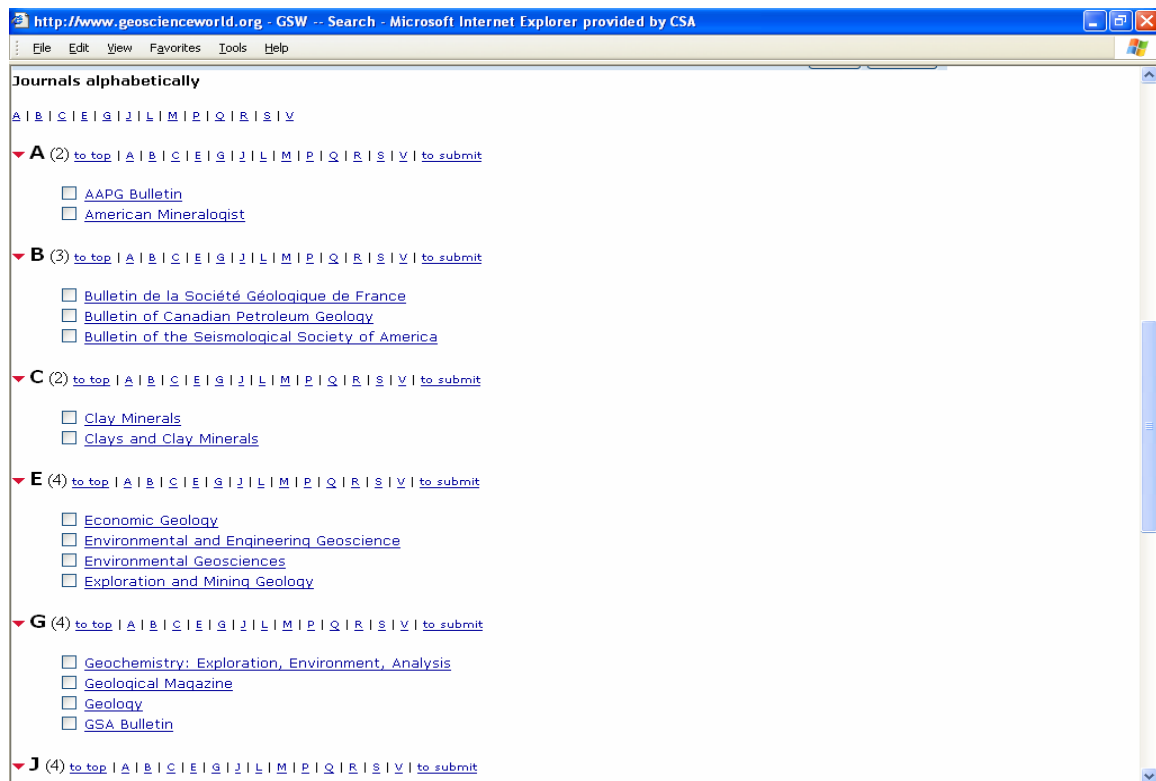 http://www.geoscienceworld.org - GSW -- Search - Microsoft Internet Explorer provided by CSA
File Edit View Favorites Tools Help
Journals alphabetically
A | B | C | E | G | J | L | M | P | Q | R | S | V
A (2) to top | A | B | C | E | G | J | L | M | P | Q | R | S | V | to submit
AAPG Bulletin
American Mineralogist
B (3) to top | A | B | C | E | G | J | L | M | P | Q | R | S | V | to submit
Bulletin de la Société Géologique de France
Bulletin of Canadian Petroleum Geology
Bulletin of the Seismological Society of America
C (2) to top | A | B | C | E | G | J | L | M | P | Q | R | S | V | to submit
Clay Minerals
Clays and Clay Minerals
E (4) to top | A | B | C | E | G | J | L | M | P | Q | R | S | V | to submit
Economic Geology
Environmental and Engineering Geoscience
Environmental Geosciences
Exploration and Mining Geology
G (4) to top | A | B | C | E | G | J | L | M | P | Q | R | S | V | to submit
Geochemistry: Exploration, Environment, Analysis
Geological Magazine
Geology
GSA Bulletin
J (4) to top | A | B | C | E | G | J | L | M | P | Q | R | S | V | to submit